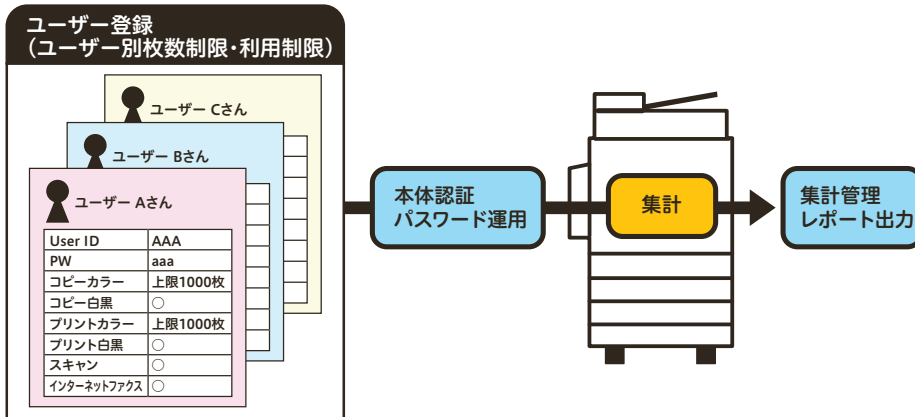 ユーザー登録
(ユーザー別枚数制限・利用制限)
ユーザー Cさん
ユーザー Bさん
ユーザー Aさん
User ID AAA
PW aaa
コピーカラー 上限1000枚
コピー白黒 ○
プリントカラー 上限1000枚
プリント白黒 ○
スキャン ○
インターネットファクス ○
本体認証
パスワード運用
集計
集計管理
レポート出力